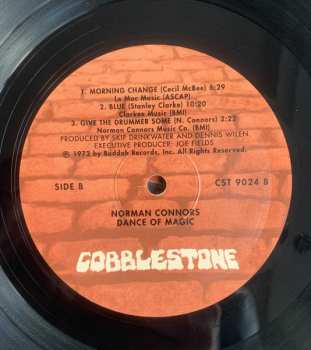 1. MORNING CHANGE (Cecil McBee) 6:29
Le Mac Music (ASCAP)
2. BLUE (Stanley Clarke) 10:20
Clarkee Music (BMI)
3. GIVE THE DRUMMER SOME (N. Connors) 2:22
Norman Connors Music Co. (BMI)
PRODUCED BY SKIP DRINKWATER AND DENNIS WILEN.
EXECUTIVE PRODUCER: JOE FIELDS
℗ 1973 by Buddah Records, Inc. All Rights Reserved.
SIDE B
CST 9024 B
NORMAN CONNORS
DANCE OF MAGIC
COBBLESTONE